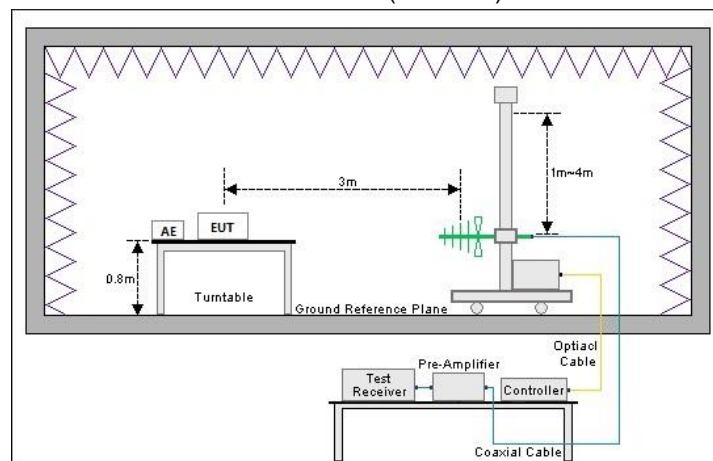 3m
1m~4m
AE
EUT
0.8m
Turntable
Ground Reference Plane
Optiacl
Cable
Pre-Amplifier
Test
Receiver
Controller
Coaxial Cable